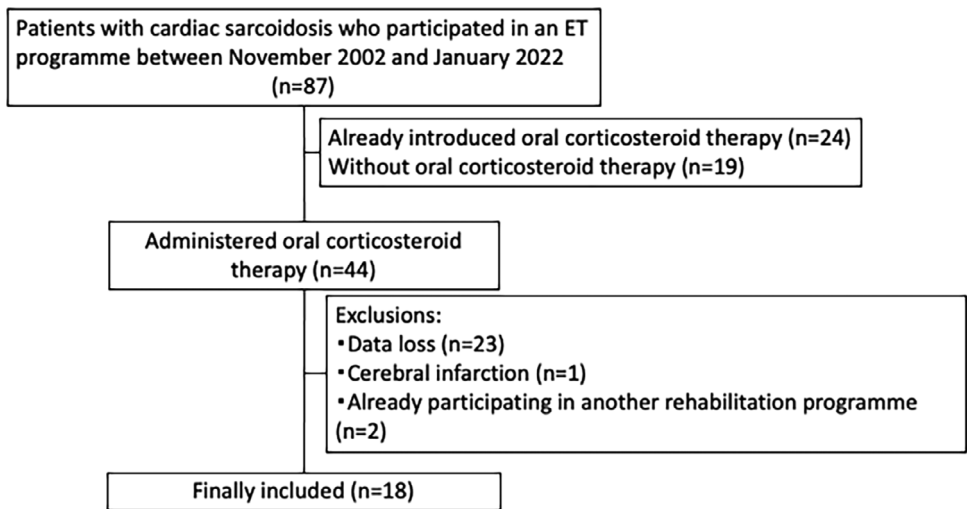 Patients with cardiac sarcoidosis who participated in an ET
programme between November 2002 and January 2022
(n=87)
Already introduced oral corticosteroid therapy (n=24)
Without oral corticosteroid therapy (n=19)
Administered oral corticosteroid
therapy (n=44)
Exclusions:
・Data loss (n=23)
・Cerebral infarction (n=1)
・Already participating in another rehabilitation programme
(n=2)
Finally included (n=18)